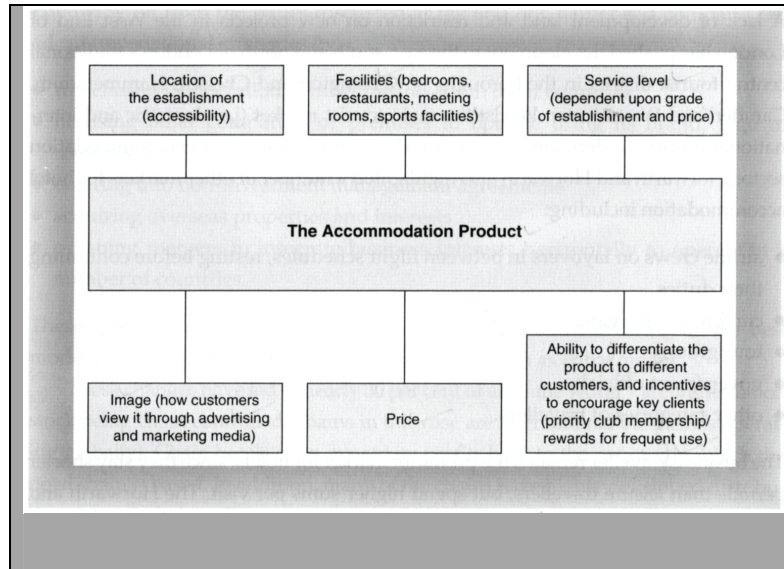 Location of
the establishment
(accessibility)
Facilities (bedrooms,
restaurants, meeting
rooms, sports facilities)
Service level
(dependent upon grade
of establishment and price)
The Accommodation Product
Image (how customers
view it through advertising
and marketing media)
Price
Ability to differentiate the
product to different
customers, and incentives
to encourage key clients
(priority club membership/
rewards for frequent use)